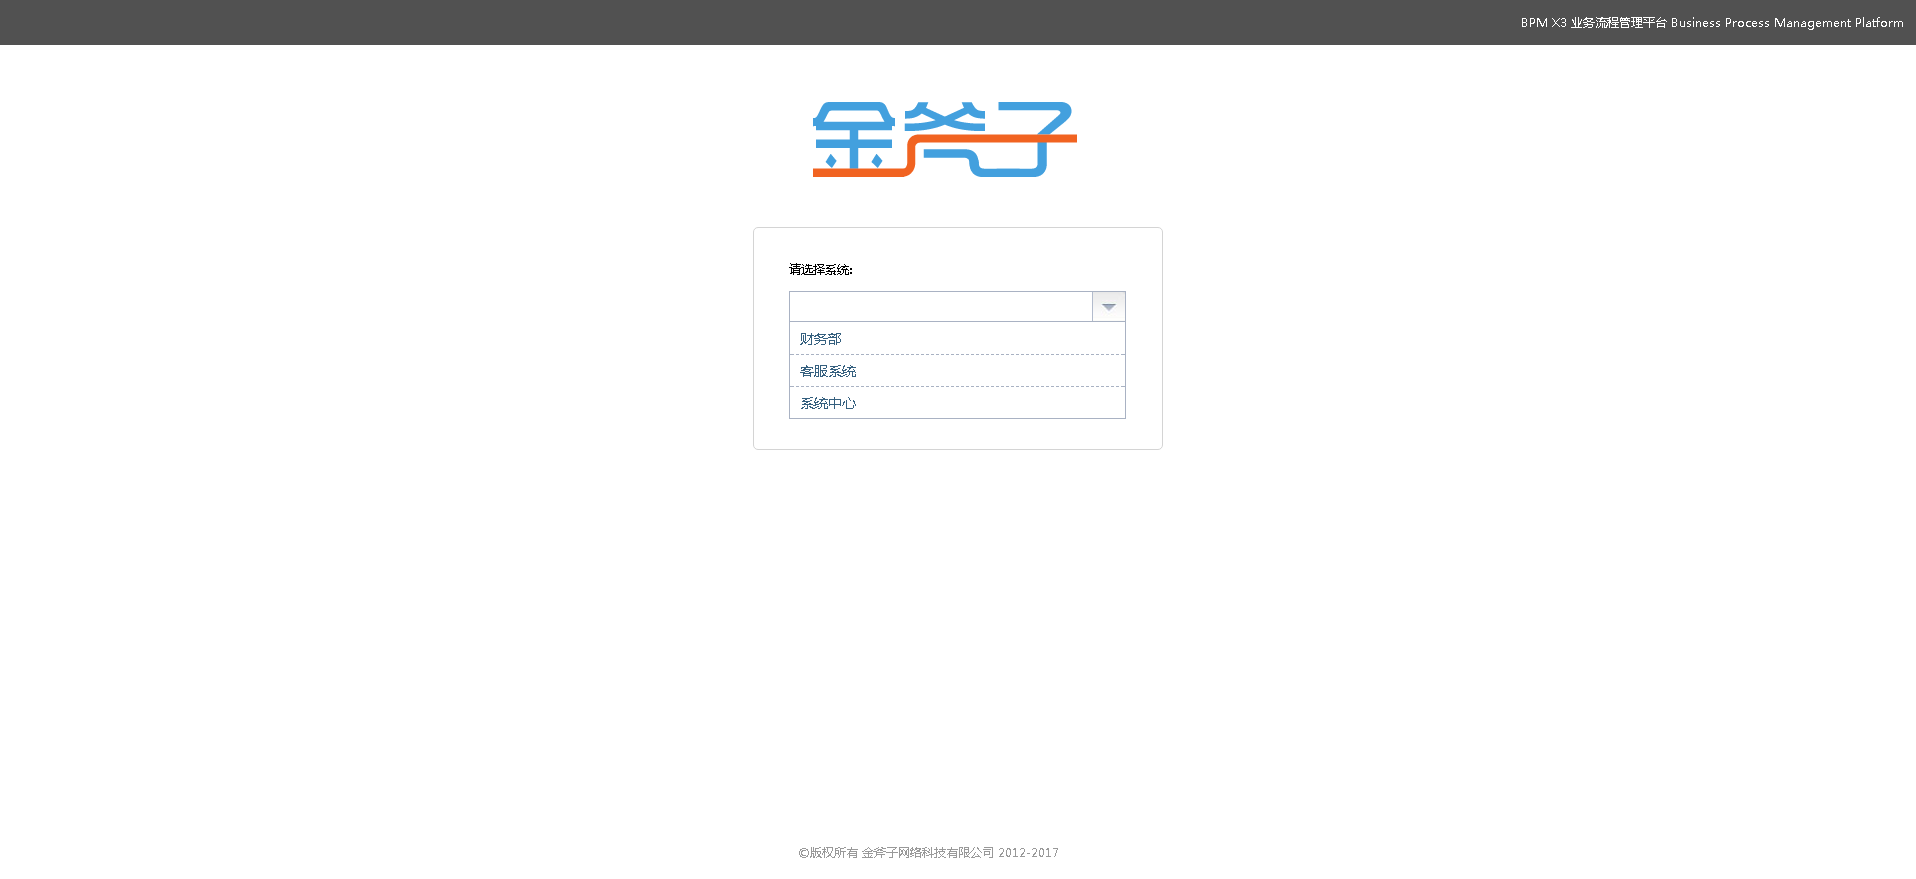 BPM X3 业务流程管理平台 Business Process Management Platform
金斧子
请选择系统:
财务部
客服系统
系统中心
©版权所有 金斧子网络科技有限公司 2012-2017